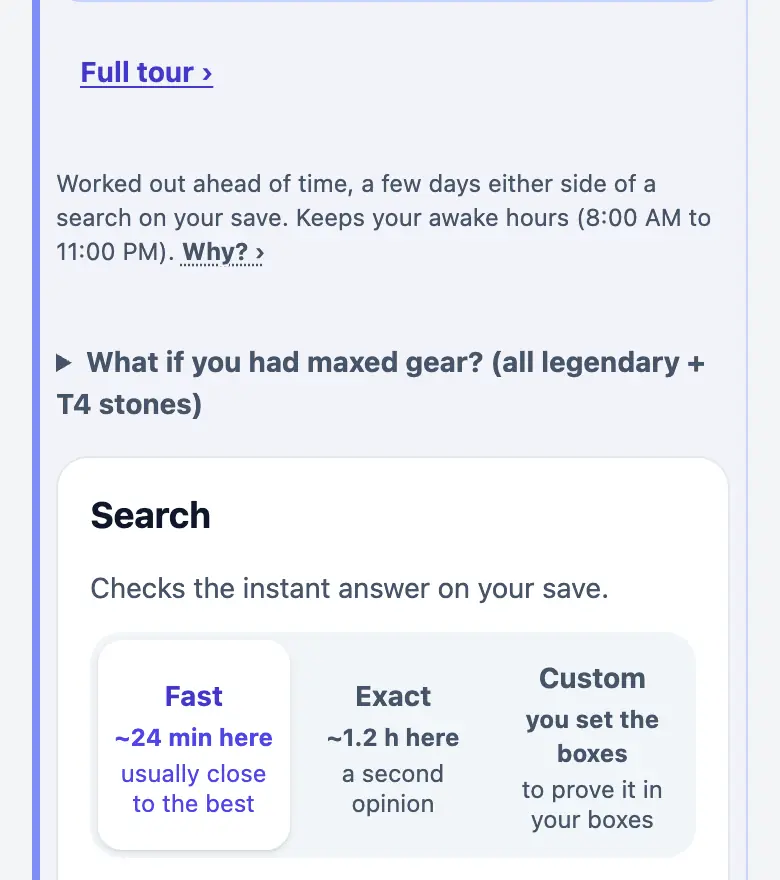 Full tour ›
Worked out ahead of time, a few days either side of a
search on your save. Keeps your awake hours (8:00 AM to
11:00 PM). Why? ›
▶ What if you had maxed gear? (all legendary +
T4 stones)
Search
Checks the instant answer on your save.
Fast
~24 min here
usually close
to the best
Exact
~1.2 h here
a second
opinion
Custom
you set the
boxes
to prove it in
your boxes